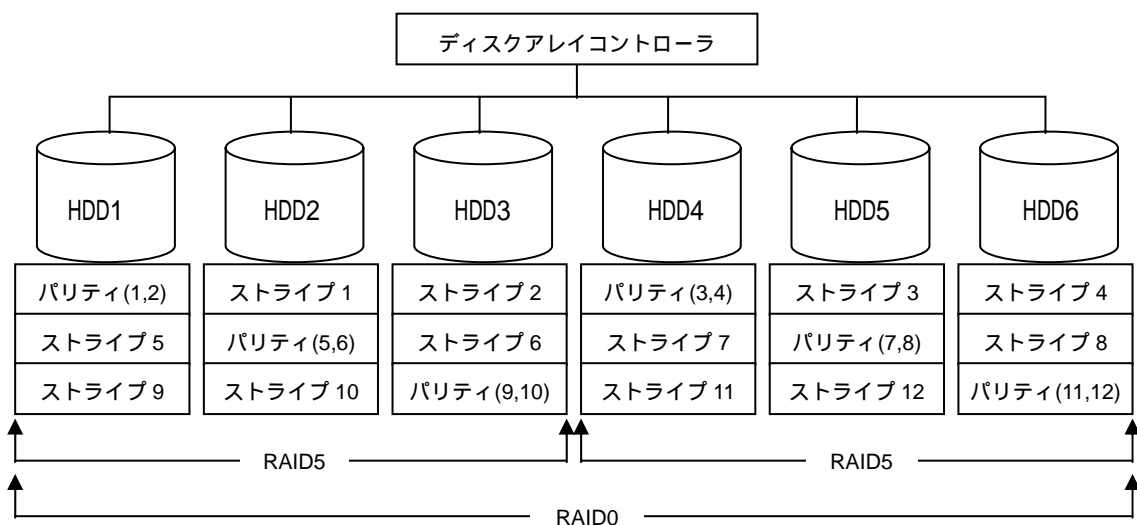 ディスクアレイコントローラ
HDD1 HDD2 HDD3 HDD4 HDD5 HDD6
パリティ(1,2) ストライプ 1 ストライプ 2 パリティ(3,4) ストライプ 3 ストライプ 4
ストライプ 5 パリティ(5,6) ストライプ 6 ストライプ 7 パリティ(7,8) ストライプ 8
ストライプ 9 ストライプ 10 パリティ(9,10) ストライプ 11 ストライプ 12 パリティ(11,12)
RAID5 RAID5
RAID0